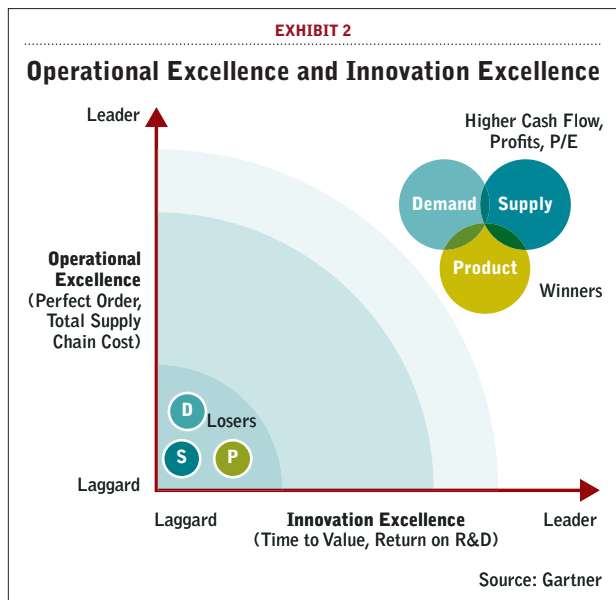 EXHIBIT 2
Operational Excellence and Innovation Excellence
Leader
Higher Cash Flow,
Profits, P/E
Demand
Supply
Product
Winners
Operational
Excellence
(Perfect Order,
Total Supply
Chain Cost)
D
Losers
S
P
Laggard
Laggard
Innovation Excellence
(Time to Value, Return on R&D)
Leader
Source: Gartner